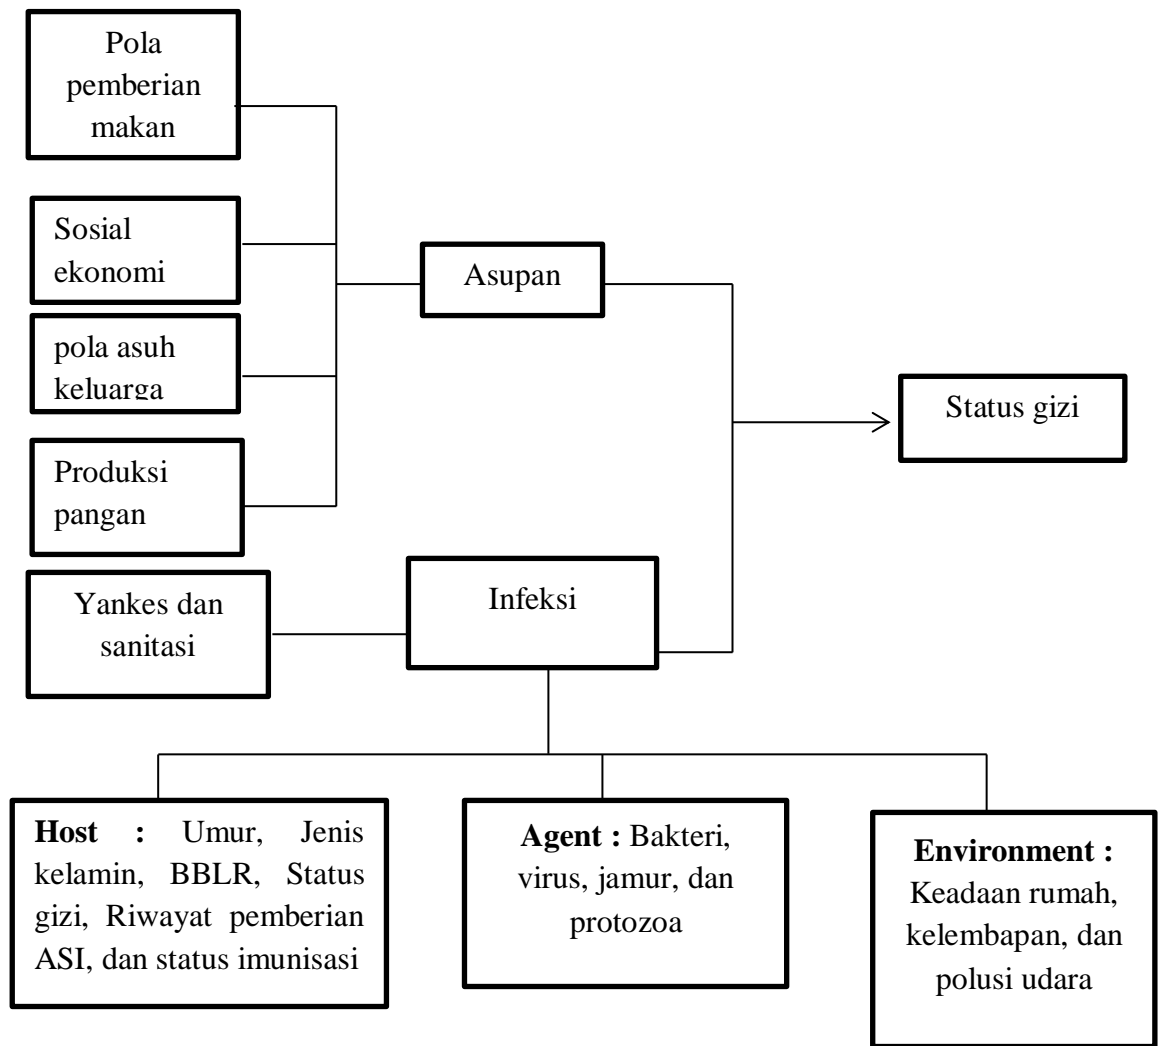 Pola
pemberian
makan
Sosial
ekonomi
Asupan
pola asuh
keluarga
Status gizi
Produksi
pangan
Yankes dan
sanitasi
Infeksi
Host : Umur, Jenis
kelamin, BBLR, Status
gizi, Riwayat pemberian
ASI, dan status imunisasi
Agent : Bakteri,
virus, jamur, dan
protozoa
Environment :
Keadaan rumah,
kelembapan, dan
polusi udara